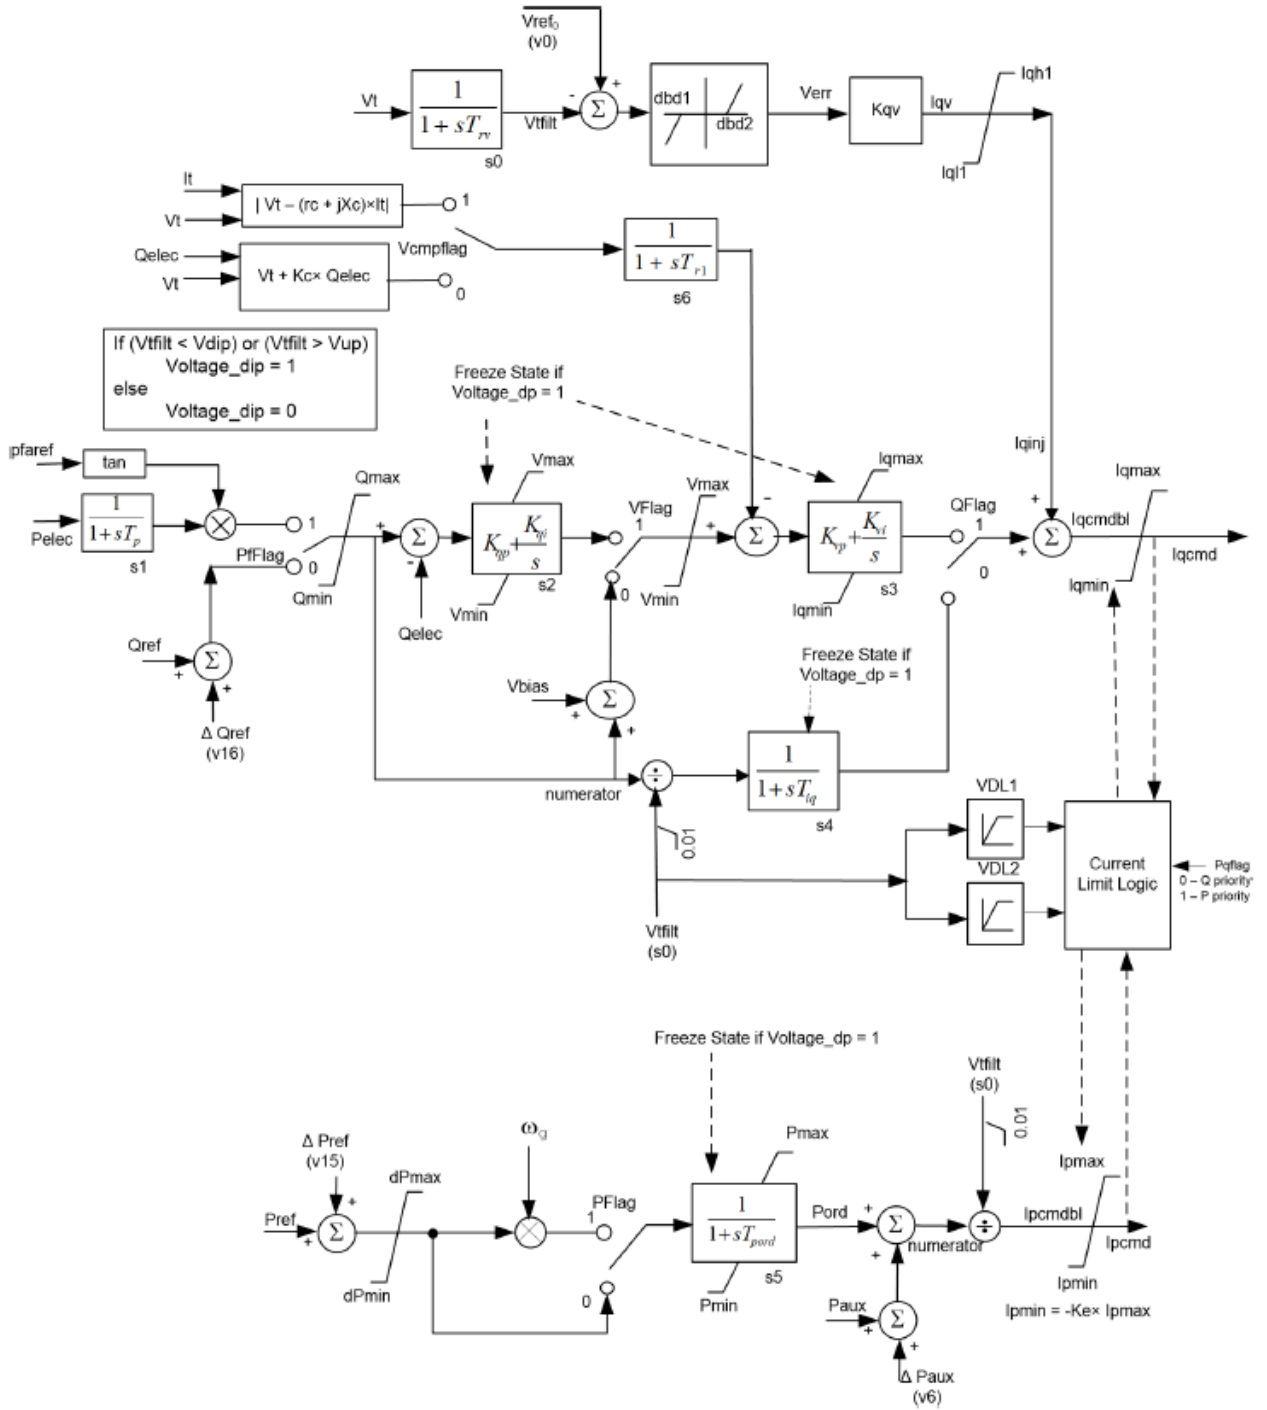 Vref₀
(v0)
Vt
1
1 + sTrv
s0
Vtfilt
-
+
Σ
dbd1
dbd2
Verr
Kqv
Iqv
Iqh1
Iql1
It
Vt
| Vt – (rc + jXc)×It|
1
Qelec
Vt
Vt + Kc× Qelec
0
Vcmpflag
1
1 + sTr1
s6
If (Vtfilt < Vdip) or (Vtfilt > Vup)
Voltage_dip = 1
else
Voltage_dip = 0
Freeze State if
Voltage_dp = 1
pfaref
tan
Pelec
1
1+sTp
s1
1
PfFlag
0
Qmax
Qmin
Qref
+
Σ
+
Δ Qref
(v16)
+
Σ
-
Qelec
Vmax
Kqp+Kqi
s
s2
Vmin
VFlag
1
0
Vmax
Vmin
Vbias
+
Σ
+
+
Σ
–
Iqmax
Kvp+Kvi
s
s3
Iqmin
QFlag
1
0
Iqinj
+
Σ
+
Iqcmdbl
Iqmax
Iqmin
Iqcmd
Freeze State if
Voltage_dp = 1
numerator
÷
0.01
1
1+sTiq
s4
Vtfilt
(s0)
VDL1
VDL2
Current
Limit Logic
Pqflag
0 – Q priority
1 – P priority
Freeze State if Voltage_dp = 1
Vtfilt
(s0)
0.01
Δ Pref
(v15)
Pref
+
+
Σ
dPmax
dPmin
ωg
1
PFlag
0
Pmax
1
1+sTpord
s5
Pmin
Pord
+
Σ
+
numerator
÷
Ipcmdbl
Ipmax
Ipcmd
Ipmin
Ipmin = -Ke× Ipmax
Paux
+
Σ
+
Δ Paux
(v6)